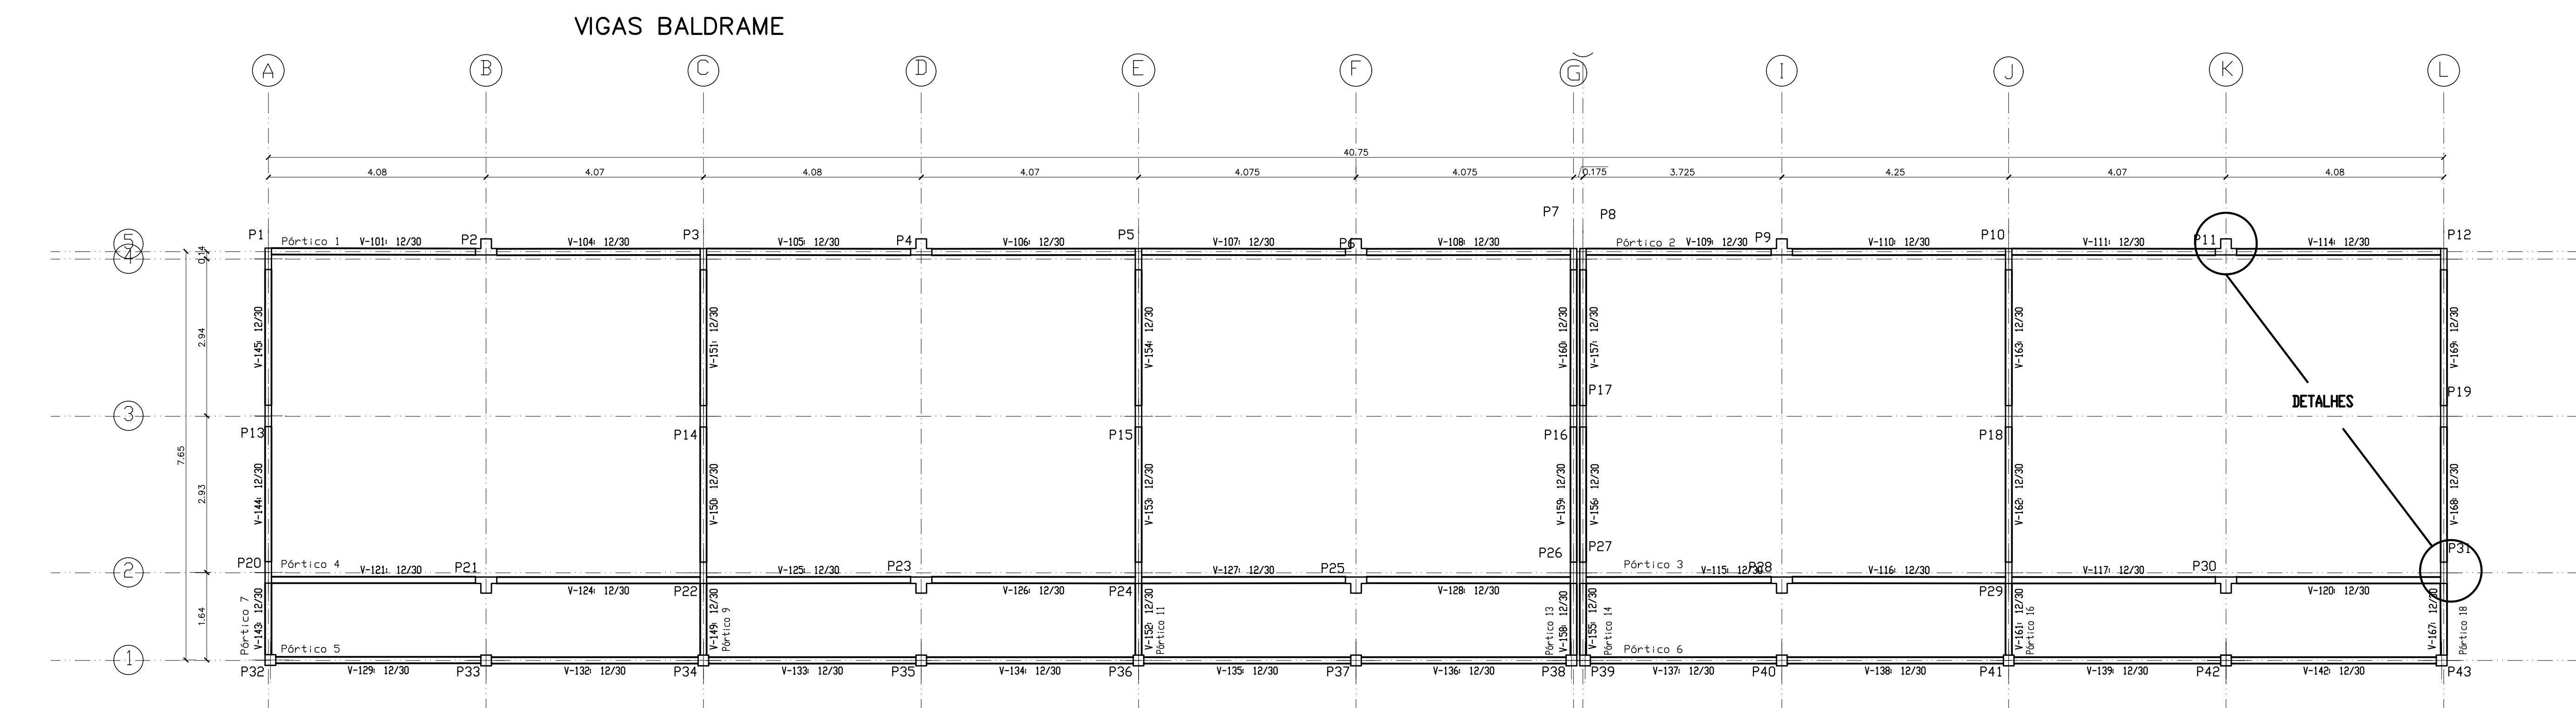 VIGAS BALDRAME
A B C D E F G I J K L
40.75
4.08 4.07 4.08 4.07 4.075 4.075 0.175 3.725 4.25 4.07 4.08
P7 P8
P1 P2 P3 P4 P5 P6 P9 P10 P11 P12
5 Pórtico 1 V-101: 12/30 V-104: 12/30 V-105: 12/30 V-106: 12/30 V-107: 12/30 V-108: 12/30 Pórtico 2 V-109: 12/30 V-110: 12/30 V-111: 12/30 V-114: 12/30
4 0.14
2.94 V-145: 12/30 V-151: 12/30 V-154: 12/30 V-160: 12/30 V-157: 12/30 V-163: 12/30 V-169: 12/30
P17 P19
DETALHES
3
P13 P14 P15 P16 P18
7.65
2.93 V-144: 12/30 V-150: 12/30 V-153: 12/30 V-159: 12/30 V-156: 12/30 V-162: 12/30 V-168: 12/30
P26 P27 P31
P20 Pórtico 4 P21 P23 P25 Pórtico 3 P28 P30
2 V-121: 12/30 V-125: 12/30 V-127: 12/30 V-115: 12/30 V-116: 12/30 V-117: 12/30
V-124: 12/30 P22 V-126: 12/30 P24 V-128: 12/30 P29 V-120: 12/30
1.64 Pórtico 7 V-143: 12/30 V-149: 12/30 Pórtico 9 V-152: 12/30 Pórtico 11 Pórtico 13 V-158: 12/30 V-155: 12/30 Pórtico 14 V-161: 12/30 Pórtico 16 V-167: 12/30 Pórtico 18
Pórtico 5 Pórtico 6
1
P32 V-129: 12/30 P33 V-132: 12/30 P34 V-133: 12/30 P35 V-134: 12/30 P36 V-135: 12/30 P37 V-136: 12/30 P38 P39 V-137: 12/30 P40 V-138: 12/30 P41 V-139: 12/30 P42 V-142: 12/30 P43